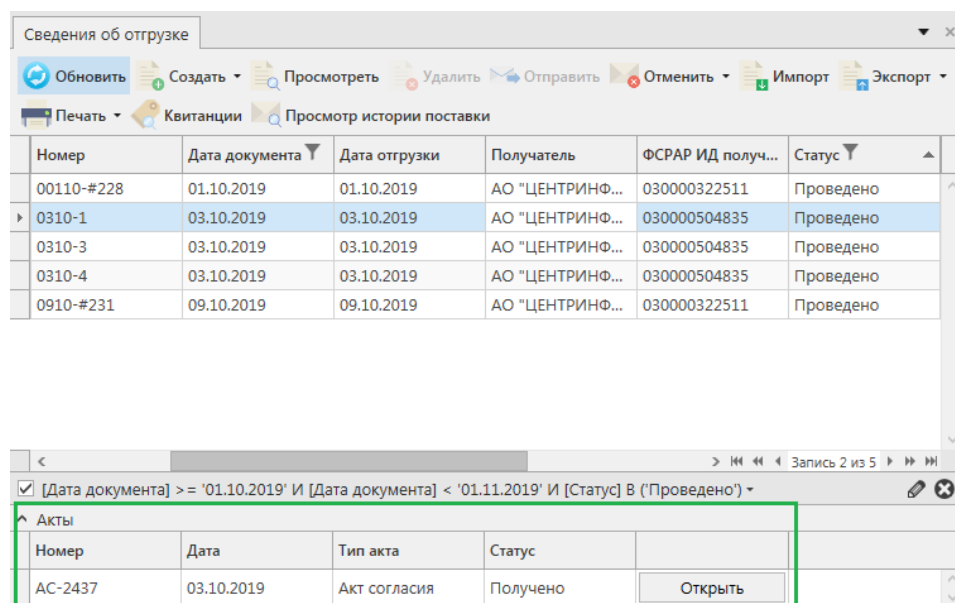 Сведения об отгрузке
Обновить Создать Просмотреть Удалить Отправить Отменить Импорт Экспорт
Печать Квитанции Просмотр истории поставки
Номер Дата документа Дата отгрузки Получатель ФСРАР ИД получ... Статус
00110-#228 01.10.2019 01.10.2019 АО "ЦЕНТРИНФ... 030000322511 Проведено
0310-1 03.10.2019 03.10.2019 АО "ЦЕНТРИНФ... 030000504835 Проведено
0310-3 03.10.2019 03.10.2019 АО "ЦЕНТРИНФ... 030000504835 Проведено
0310-4 03.10.2019 03.10.2019 АО "ЦЕНТРИНФ... 030000504835 Проведено
0910-#231 09.10.2019 09.10.2019 АО "ЦЕНТРИНФ... 030000322511 Проведено
Запись 2 из 5
[Дата документа] >= '01.10.2019' И [Дата документа] < '01.11.2019' И [Статус] В ('Проведено')
Акты
Номер Дата Тип акта Статус
АС-2437 03.10.2019 Акт согласия Получено Открыть